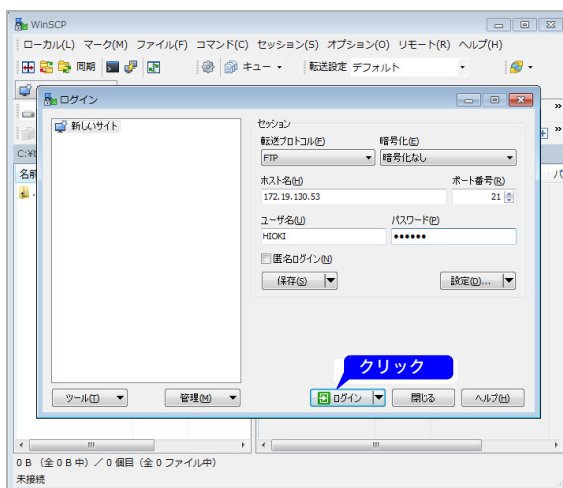 WinSCP
ローカル(L) マーク(M) ファイル(F) コマンド(C) セッション(S) オプション(O) リモート(R) ヘルプ(H)
同期 キュー 転送設定 デフォルト
ログイン
新しいサイト
セッション
転送プロトコル(F) 暗号化(E)
FTP 暗号化なし
ホスト名(H) ポート番号(R)
172.19.130.53 21
ユーザ名(U) パスワード(P)
HIOKI ●●●●●●
匿名ログイン(N)
保存(S) 設定(D)...
クリック
ツール(T) 管理(M) ログイン 閉じる ヘルプ(H)
0 B (全 0 B 中) / 0 個目 (全 0 ファイル中)
未接続